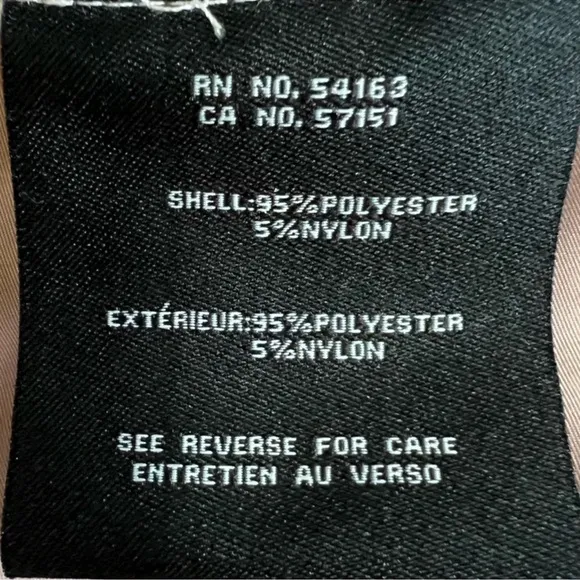 RN NO. 54163
CA NO. 57151
SHELL:95%POLYESTER
5%NYLON
EXTÉRIEUR:95%POLYESTER
5%NYLON
SEE REVERSE FOR CARE
ENTRETIEN AU VERSO